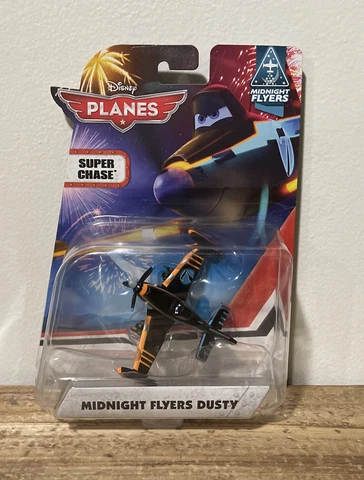 Disney
PLANES
MIDNIGHT
FLYERS
SUPER
CHASE
MIDNIGHT FLYERS DUSTY